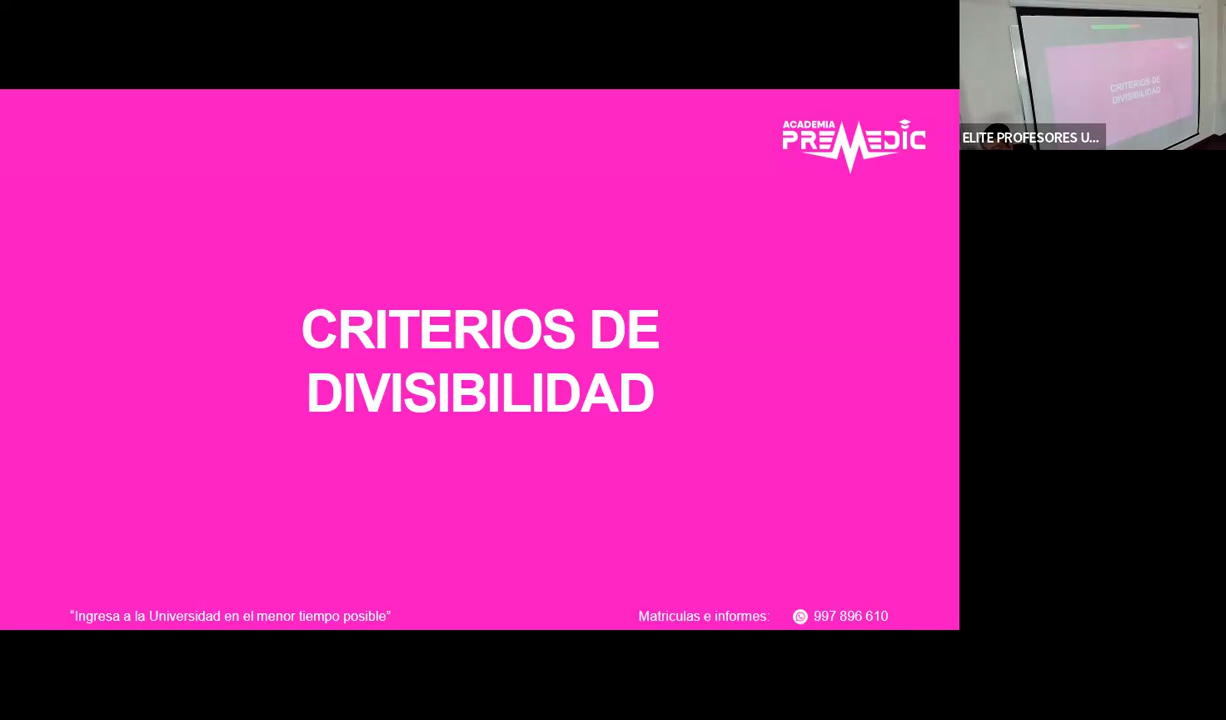 ACADEMIA
PREMEDIC
CRITERIOS DE
DIVISIBILIDAD
"Ingresa a la Universidad en el menor tiempo posible"
Matriculas e informes: 997 896 610
CRITERIOS DE
DIVISIBILIDAD
ELITE PROFESORES U...